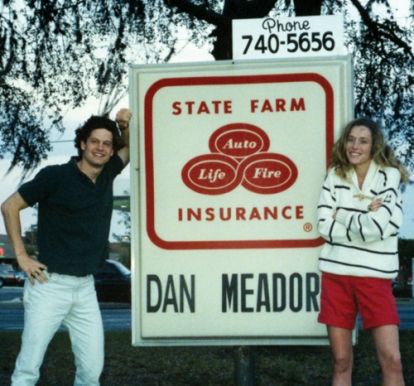 Phone
740-5656
STATE FARM
Auto
Life Fire
INSURANCE
®
DAN MEADOR